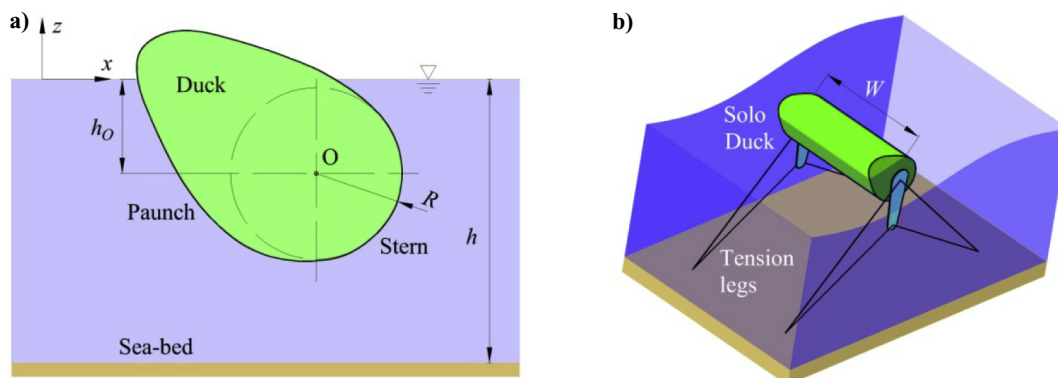 a)
z
x
Duck
h_O
O
R
Paunch
Stern
h
Sea-bed
b)
W
Solo
Duck
Tension
legs